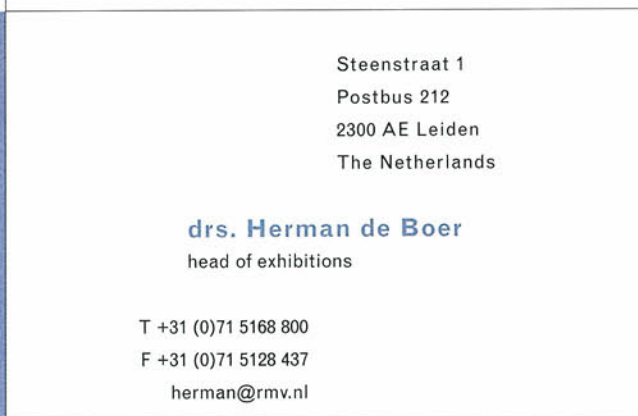 Steenstraat 1
Postbus 212
2300 AE Leiden
The Netherlands
drs. Herman de Boer
head of exhibitions
T +31 (0)71 5168 800
F +31 (0)71 5128 437
herman@rmv.nl